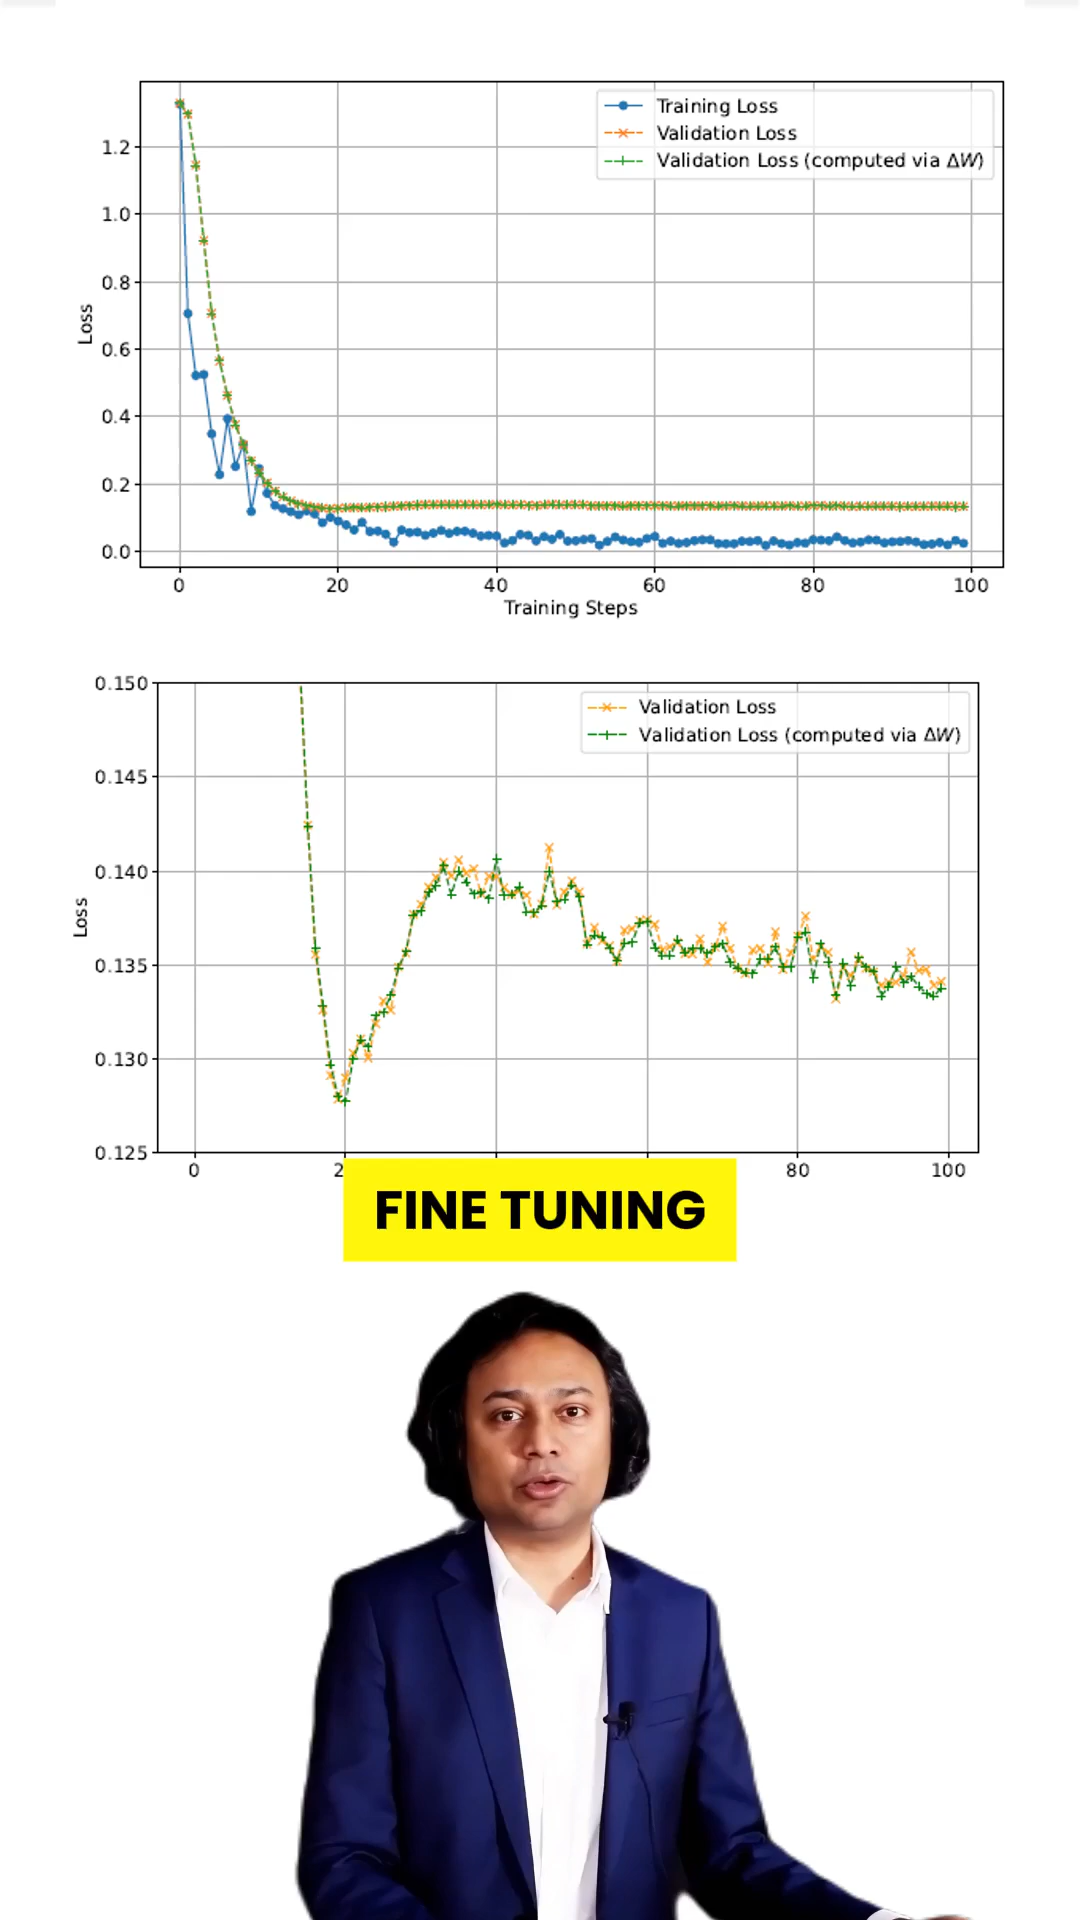 Training Loss
Validation Loss
Validation Loss (computed via ΔW)
1.2
1.0
0.8
0.6
0.4
0.2
0.0
Loss
0 20 40 60 80 100
Training Steps
Validation Loss
Validation Loss (computed via ΔW)
0.150
0.145
0.140
0.135
0.130
0.125
Loss
0 2 80 100
FINE TUNING